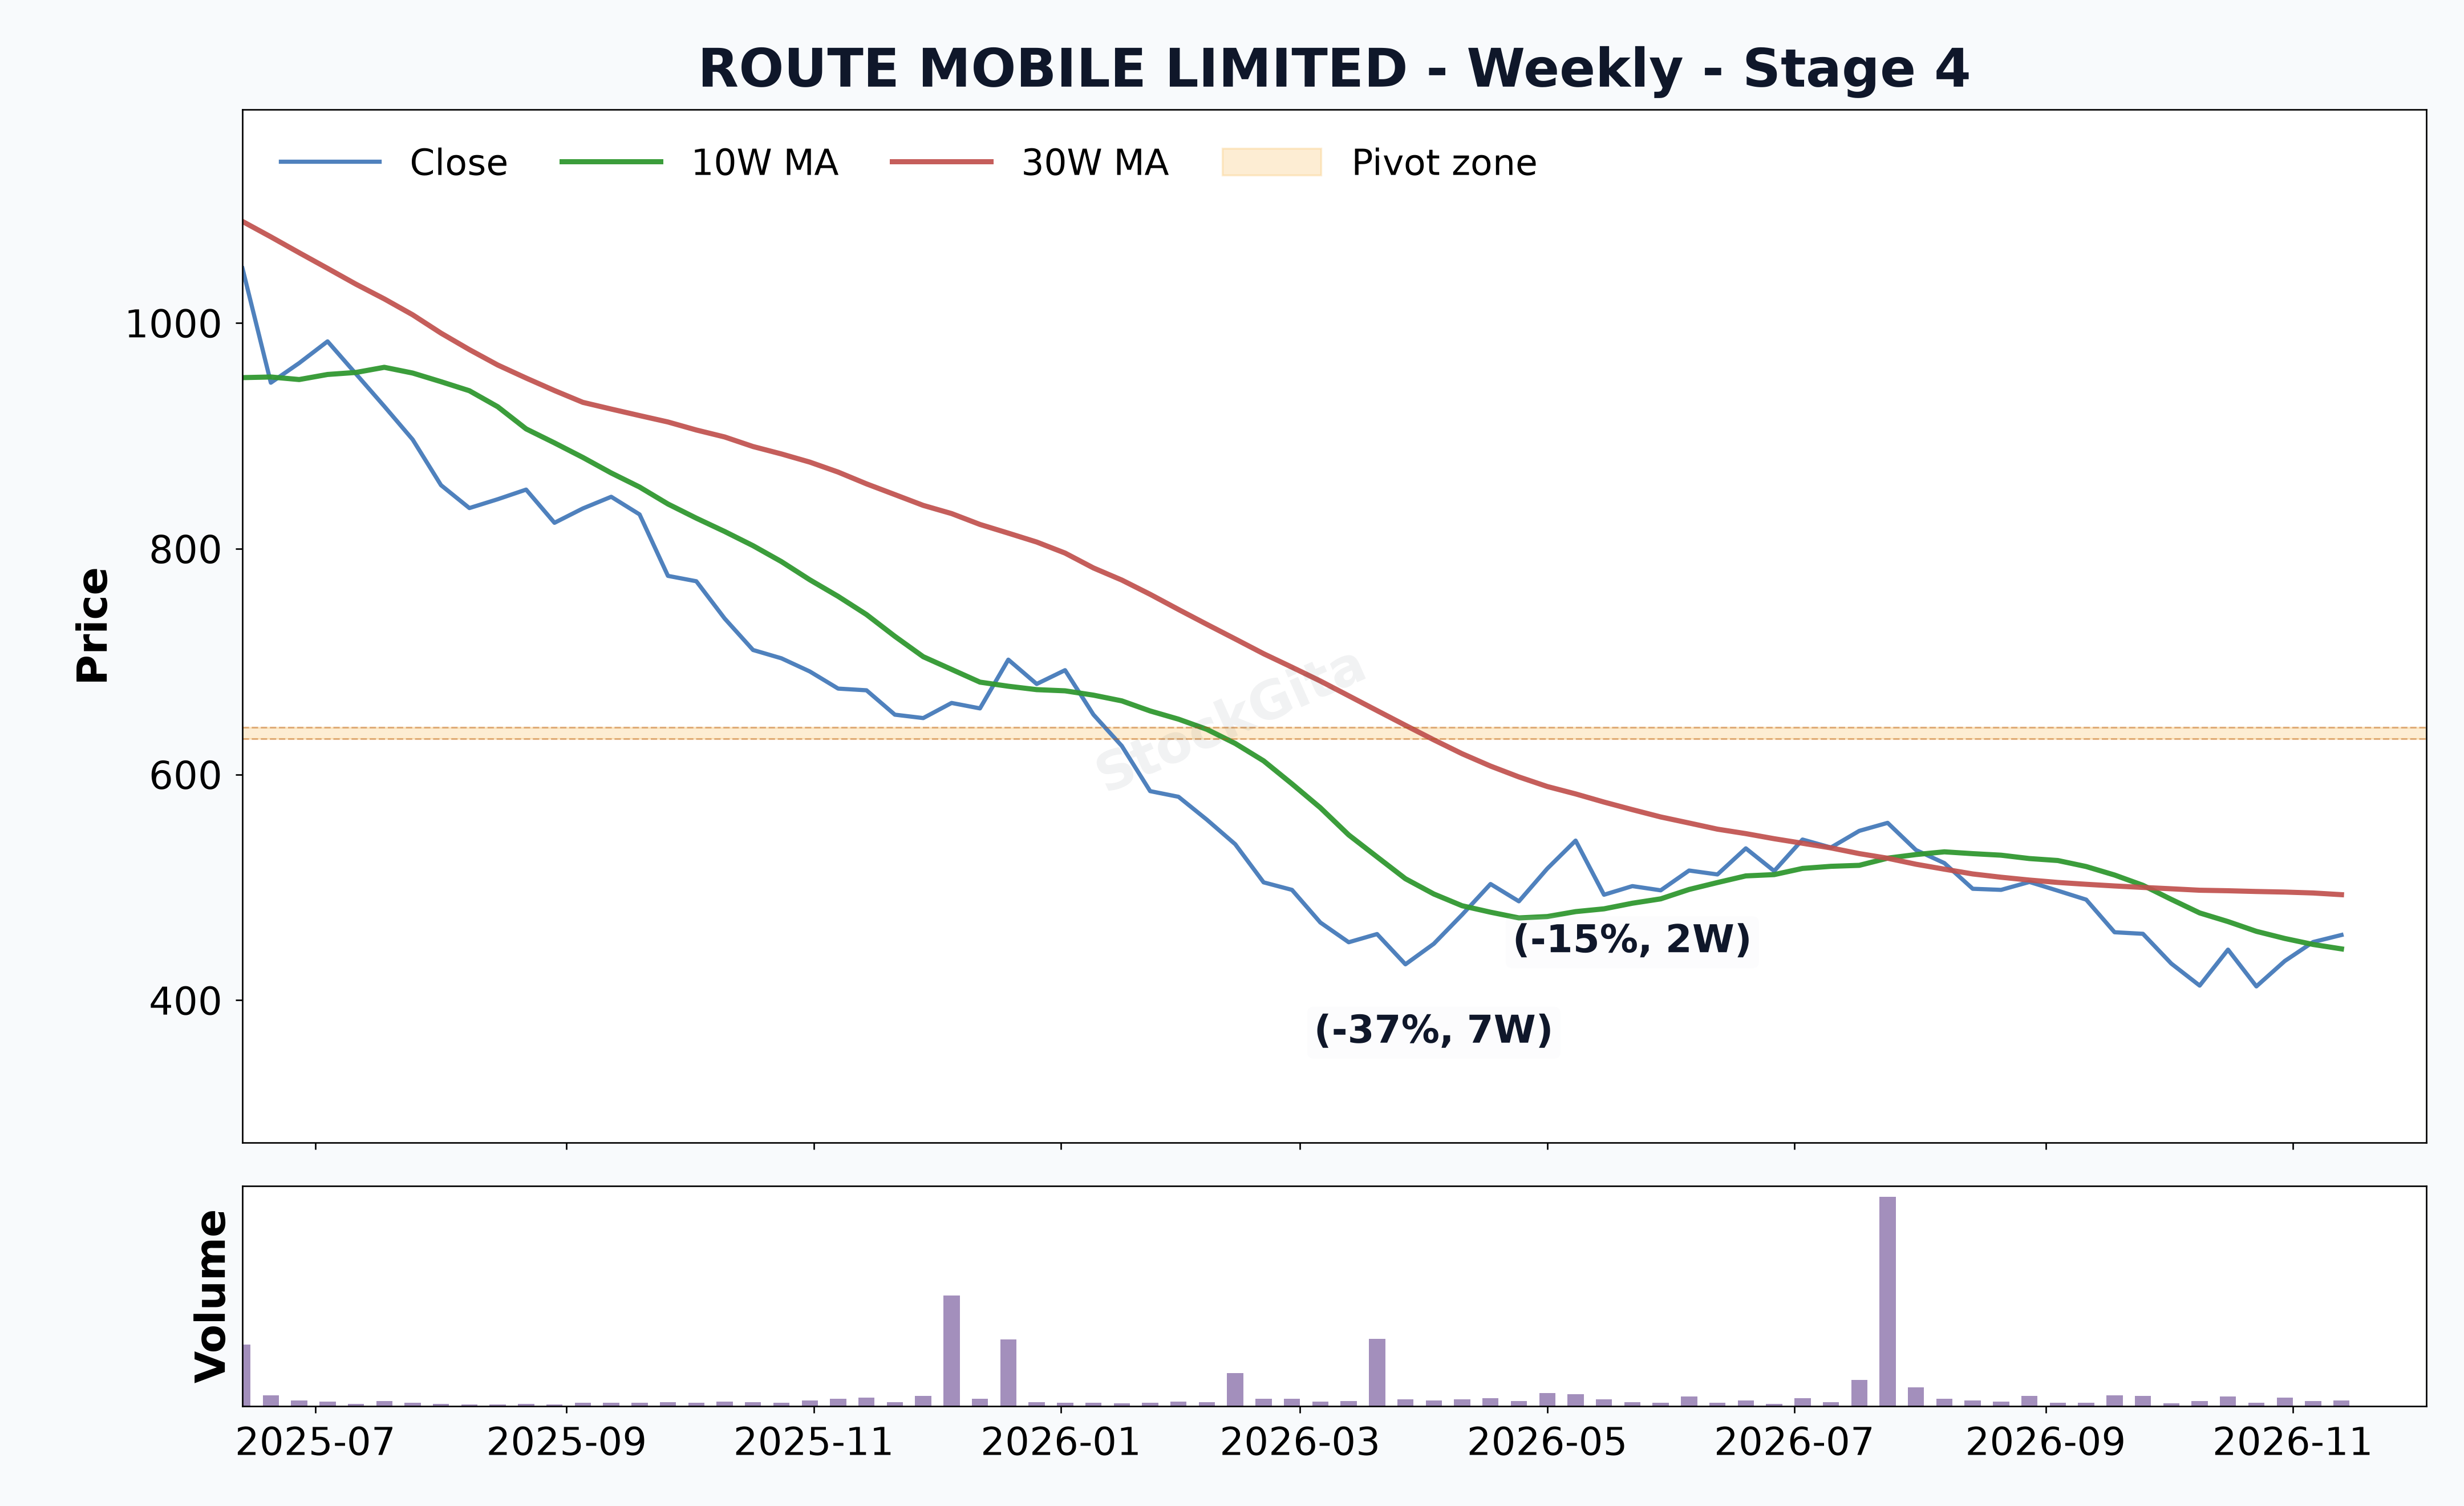 ROUTE MOBILE LIMITED - Weekly - Stage 4
Close 10W MA 30W MA Pivot zone
Price
1000
800
600
400
StockGita
(-15%, 2W)
(-37%, 7W)
Volume
2025-07 2025-09 2025-11 2026-01 2026-03 2026-05 2026-07 2026-09 2026-11